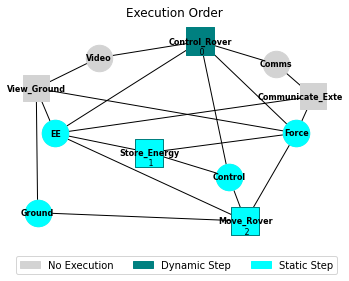 Execution Order
Control_Rover
0
Video
Comms
View_Ground
Communicate_Exte
EE
Force
Store_Energy
1
Control
Ground
Move_Rover
2
No Execution
Dynamic Step
Static Step